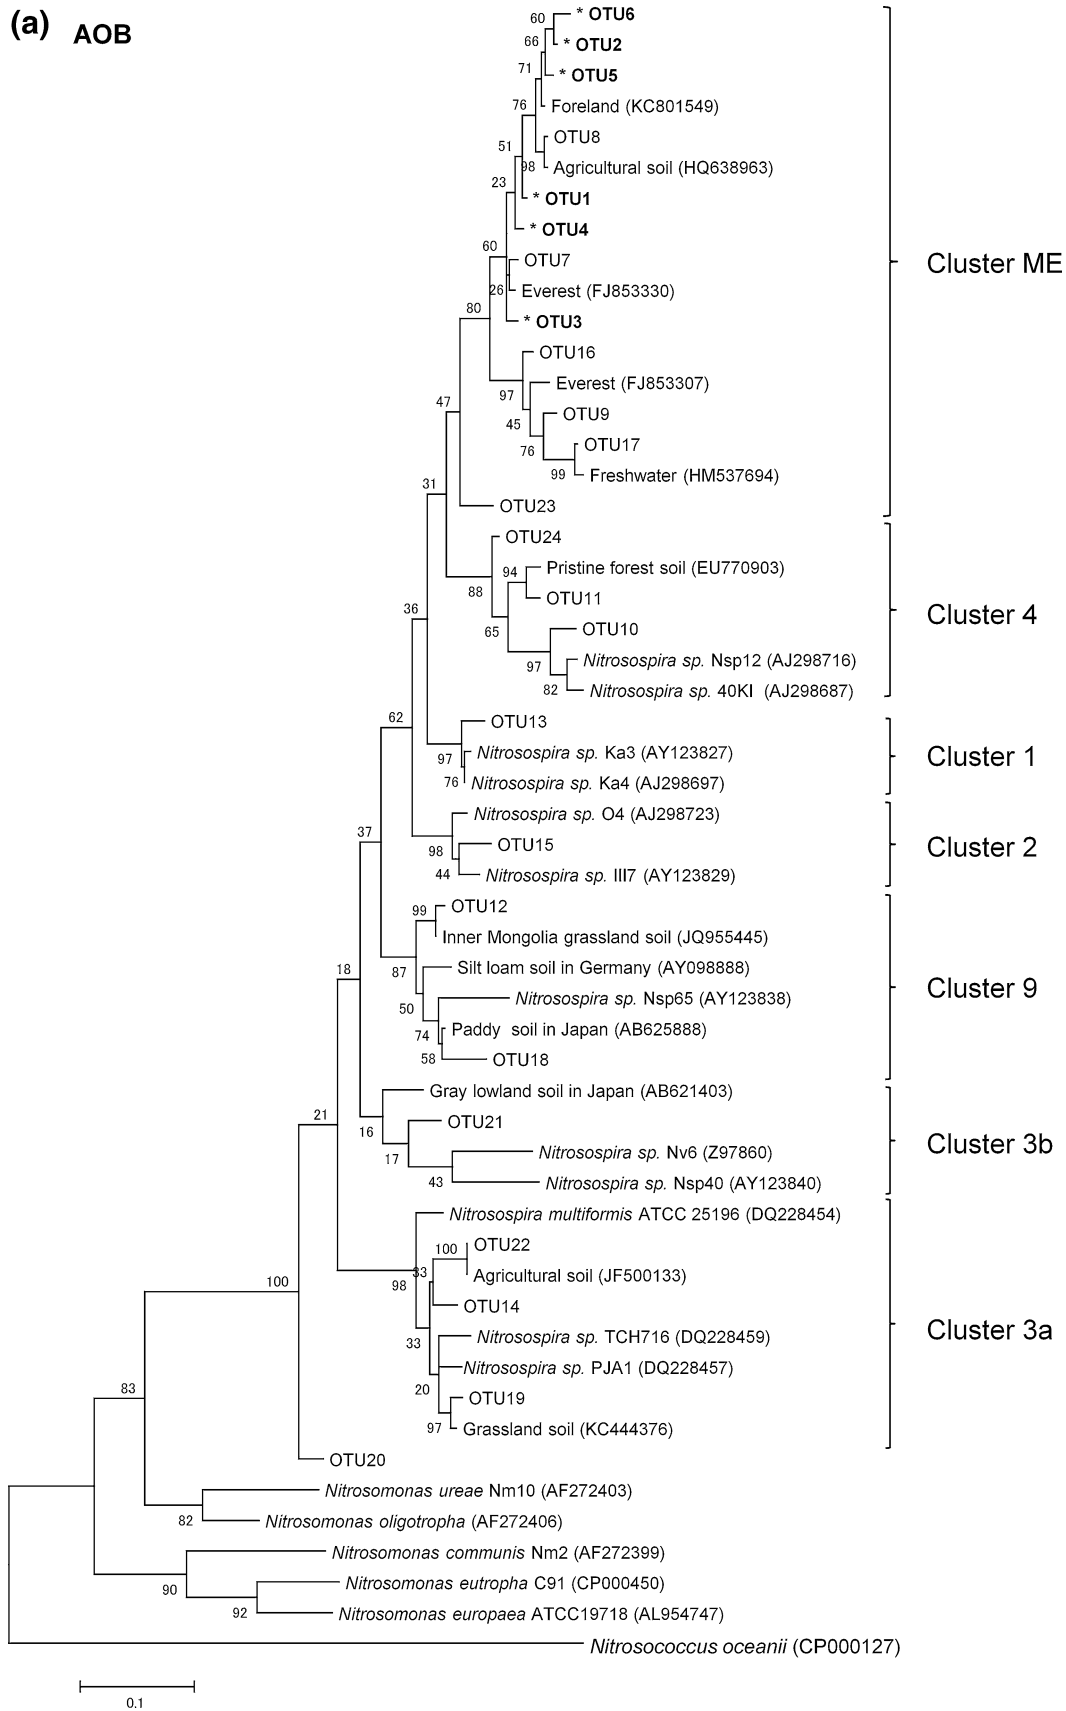 (a) AOB
60
* OTU6
66
* OTU2
71
* OTU5
76
Foreland (KC801549)
OTU8
51
98
Agricultural soil (HQ638963)
23
* OTU1
* OTU4
60
OTU7
26
Everest (FJ853330)
Cluster ME
80
* OTU3
OTU16
97
Everest (FJ853307)
47
45
OTU9
76
OTU17
99
Freshwater (HM537694)
31
OTU23
OTU24
94
Pristine forest soil (EU770903)
88
OTU11
36
65
OTU10
Cluster 4
97
Nitrosospira sp. Nsp12 (AJ298716)
82
Nitrosospira sp. 40KI (AJ298687)
62
OTU13
97
Nitrosospira sp. Ka3 (AY123827)
Cluster 1
76
Nitrosospira sp. Ka4 (AJ298697)
Nitrosospira sp. O4 (AJ298723)
37
98
OTU15
Cluster 2
44
Nitrosospira sp. III7 (AY123829)
99
OTU12
Inner Mongolia grassland soil (JQ955445)
18
87
Silt loam soil in Germany (AY098888)
Cluster 9
50
Nitrosospira sp. Nsp65 (AY123838)
74
Paddy soil in Japan (AB625888)
58
OTU18
Gray lowland soil in Japan (AB621403)
21
16
OTU21
17
Nitrosospira sp. Nv6 (Z97860)
Cluster 3b
43
Nitrosospira sp. Nsp40 (AY123840)
Nitrosospira multiformis ATCC 25196 (DQ228454)
100
OTU22
33
98
Agricultural soil (JF500133)
100
OTU14
33
Nitrosospira sp. TCH716 (DQ228459)
Cluster 3a
Nitrosospira sp. PJA1 (DQ228457)
20
OTU19
83
97
Grassland soil (KC444376)
OTU20
Nitrosomonas ureae Nm10 (AF272403)
82
Nitrosomonas oligotropha (AF272406)
Nitrosomonas communis Nm2 (AF272399)
90
Nitrosomonas eutropha C91 (CP000450)
92
Nitrosomonas europaea ATCC19718 (AL954747)
Nitrosococcus oceanii (CP000127)
0.1